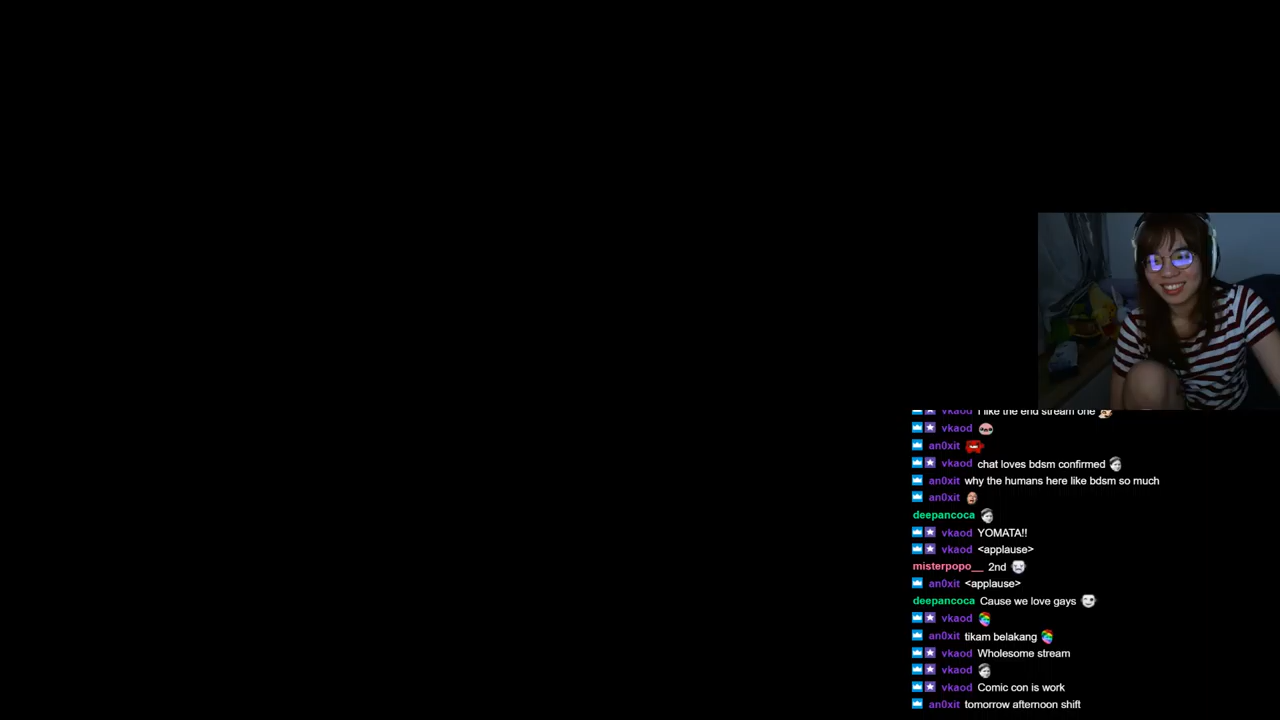 vkaod I like the end stream one
vkaod
an0xit
vkaod chat loves bdsm confirmed
an0xit why the humans here like bdsm so much
an0xit
deepancoca
vkaod YOMATA!!
vkaod <applause>
misterpopo__ 2nd
an0xit <applause>
deepancoca Cause we love gays
vkaod
an0xit tikam belakang
vkaod Wholesome stream
vkaod
vkaod Comic con is work
an0xit tomorrow afternoon shift